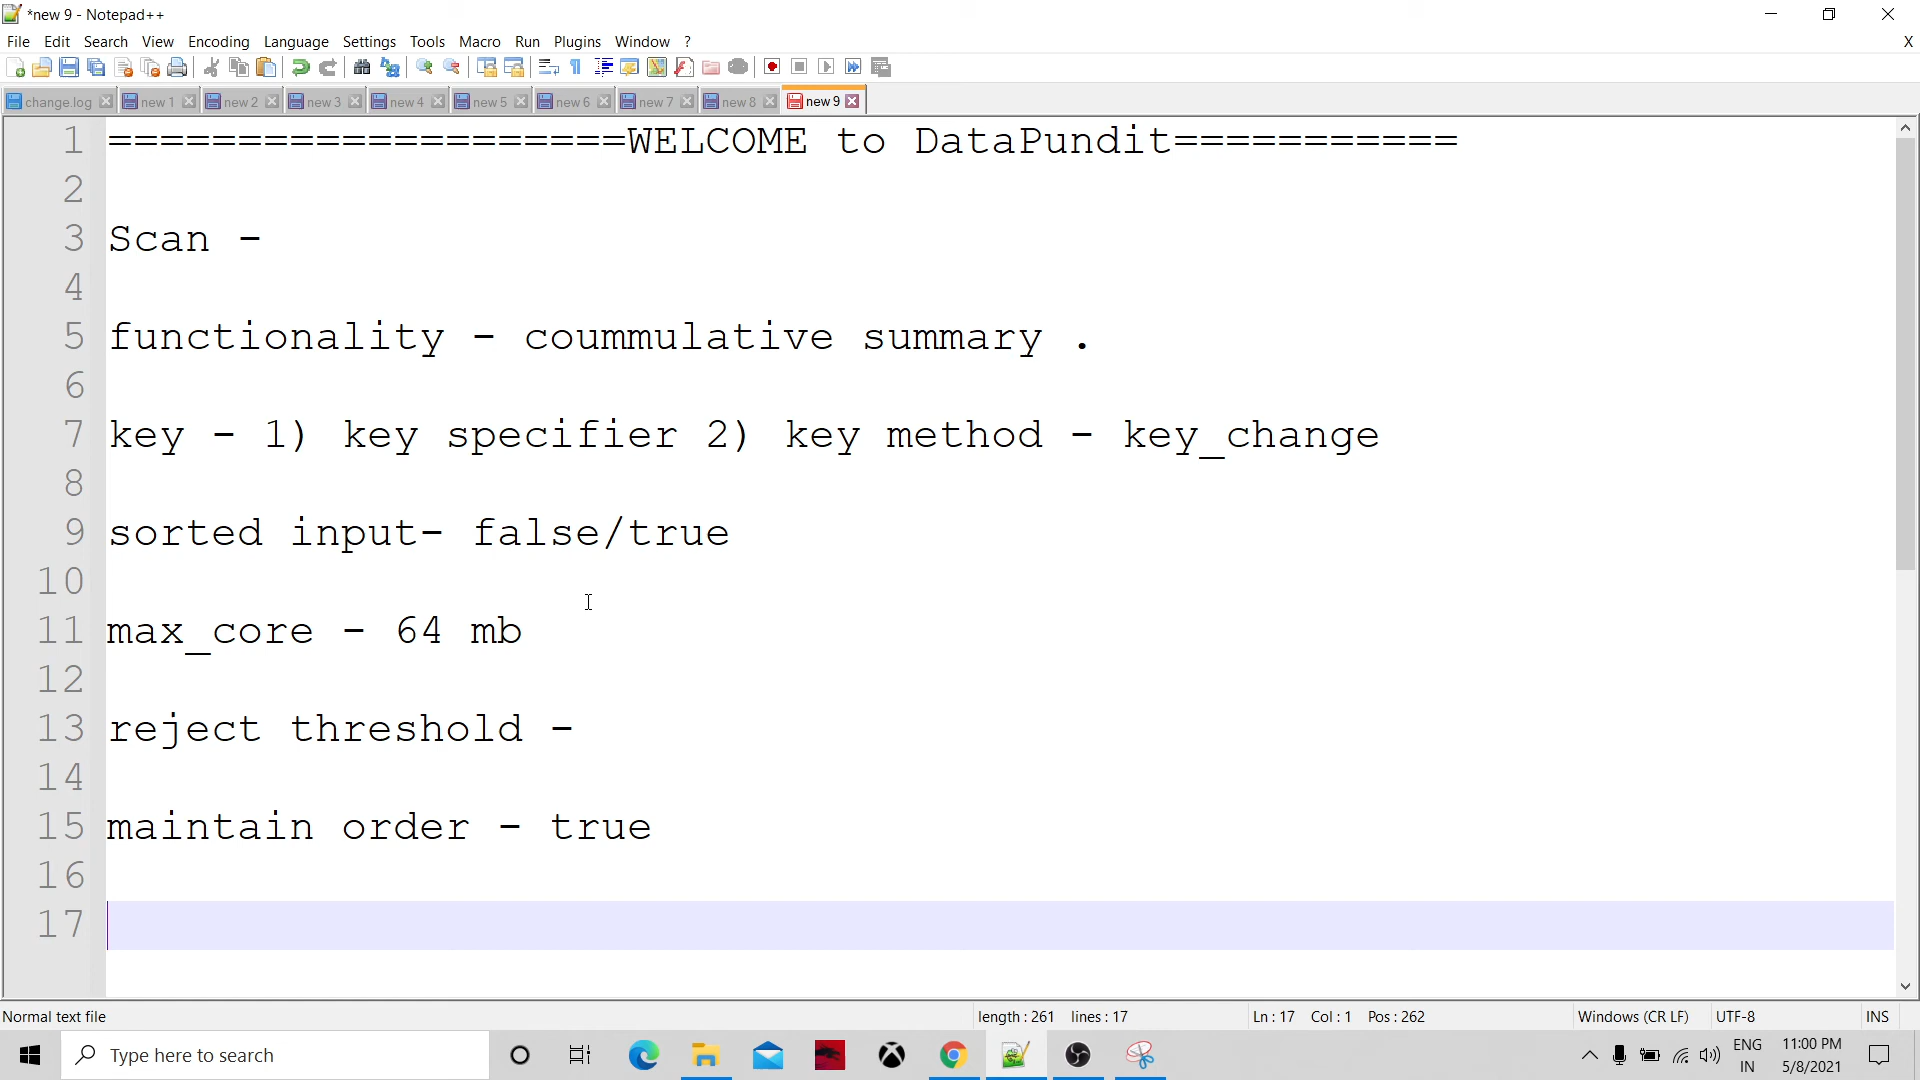 *new 9 - Notepad++
File Edit Search View Encoding Language Settings Tools Macro Run Plugins Window ? X
change.log new 1 new 2 new 3 new 4 new 5 new 6 new 7 new 8 new 9
1 ====================WELCOME to DataPundit===========
2
3 Scan -
4
5 functionality - coummulative summary .
6
7 key - 1) key specifier 2) key method - key_change
8
9 sorted input- false/true
10
11 max_core - 64 mb
12
13 reject threshold -
14
15 maintain order - true
16
17
Normal text file length : 261 lines : 17 Ln : 17 Col : 1 Pos : 262 Windows (CR LF) UTF-8 INS
Type here to search
ENG
IN
11:00 PM
5/8/2021